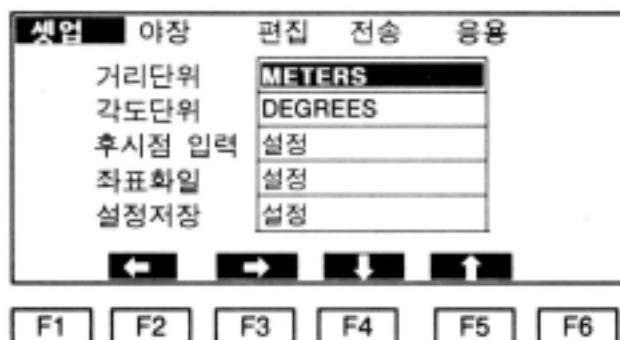 셋업 야장 편집 전송 응용
거리단위 METERS
각도단위 DEGREES
후시점 입력 설정
좌표화일 설정
설정저장 설정
← → ↓ ↑
F1 F2 F3 F4 F5 F6